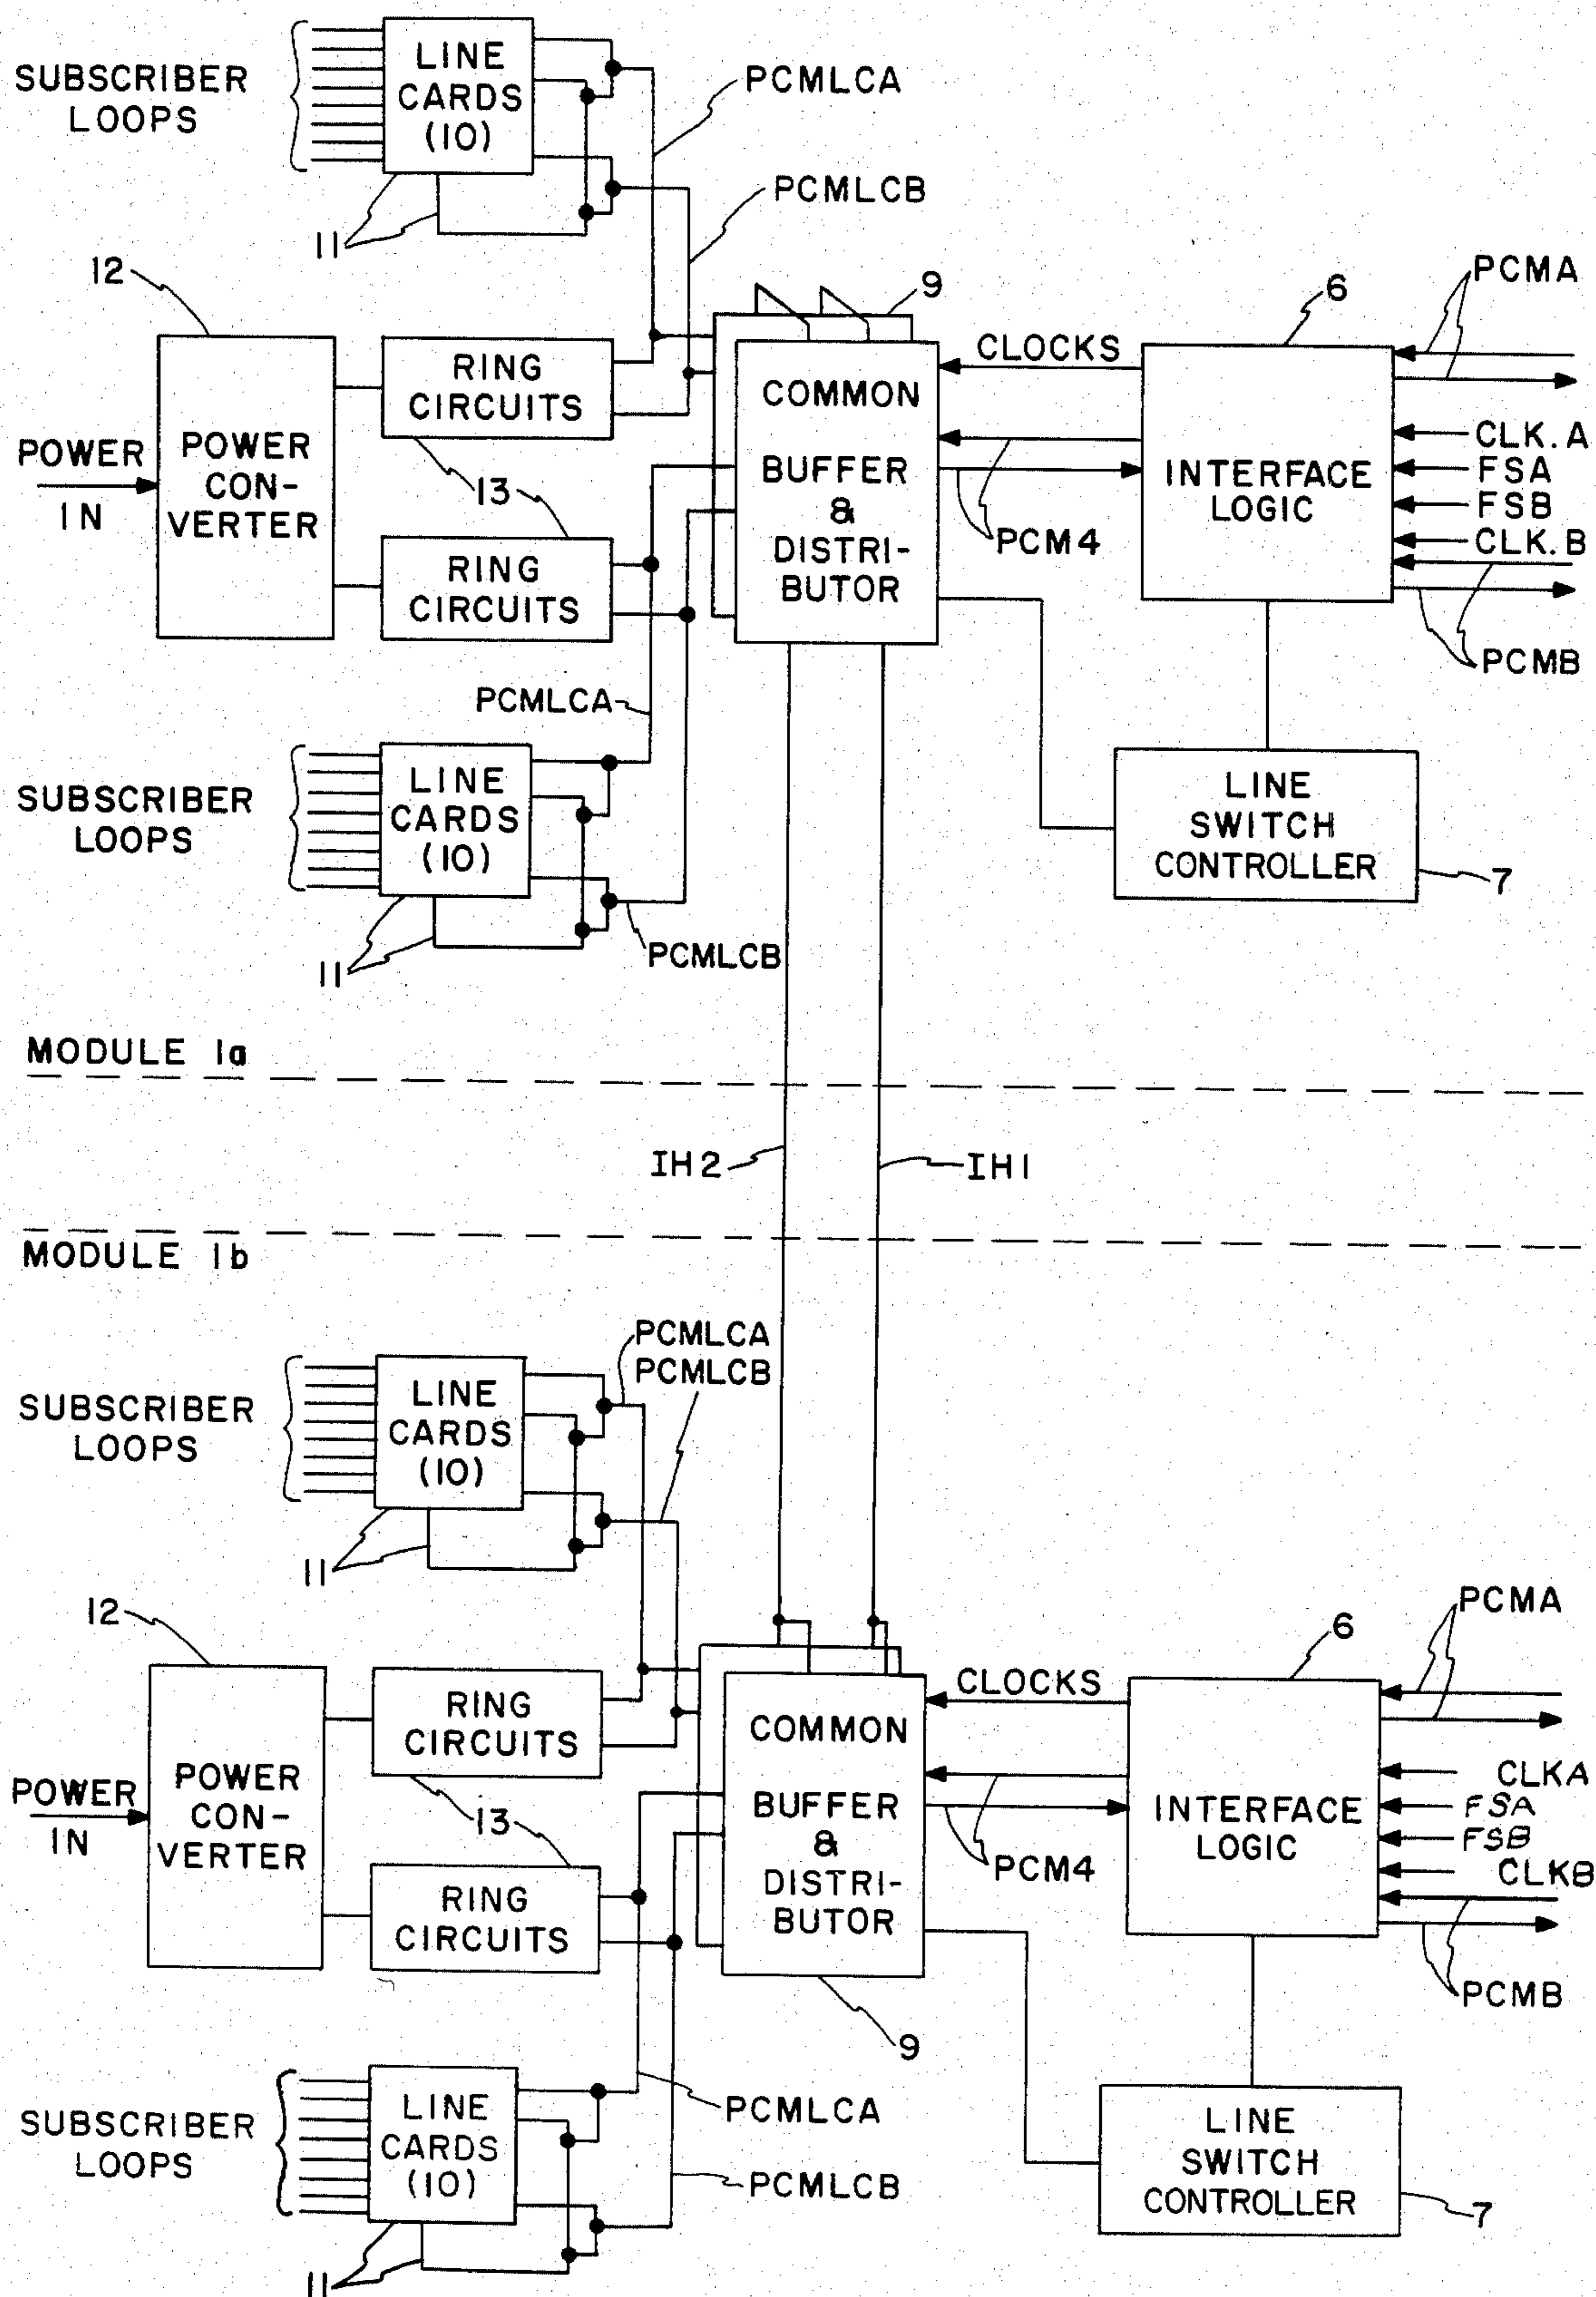 SUBSCRIBER
LOOPS
LINE
CARDS
(10)
PCMLCA
PCMLCB
11
12
9
6
PCMA
POWER
IN
POWER
CON-
VERTER
RING
CIRCUITS
13
RING
CIRCUITS
COMMON
BUFFER
&
DISTRI-
BUTOR
CLOCKS
PCM4
INTERFACE
LOGIC
CLK.A
FSA
FSB
CLK.B
PCMB
PCMLCA
SUBSCRIBER
LOOPS
LINE
CARDS
(10)
11
PCMLCB
LINE
SWITCH
CONTROLLER
7
MODULE 1a
IH2
IH1
MODULE 1b
PCMLCA
PCMLCB
SUBSCRIBER
LOOPS
LINE
CARDS
(10)
11
12
6
PCMA
POWER
IN
POWER
CON-
VERTER
RING
CIRCUITS
13
RING
CIRCUITS
COMMON
BUFFER
&
DISTRI-
BUTOR
CLOCKS
PCM4
INTERFACE
LOGIC
CLKA
FSA
FSB
CLKB
PCMB
9
SUBSCRIBER
LOOPS
LINE
CARDS
(10)
11
PCMLCA
PCMLCB
LINE
SWITCH
CONTROLLER
7